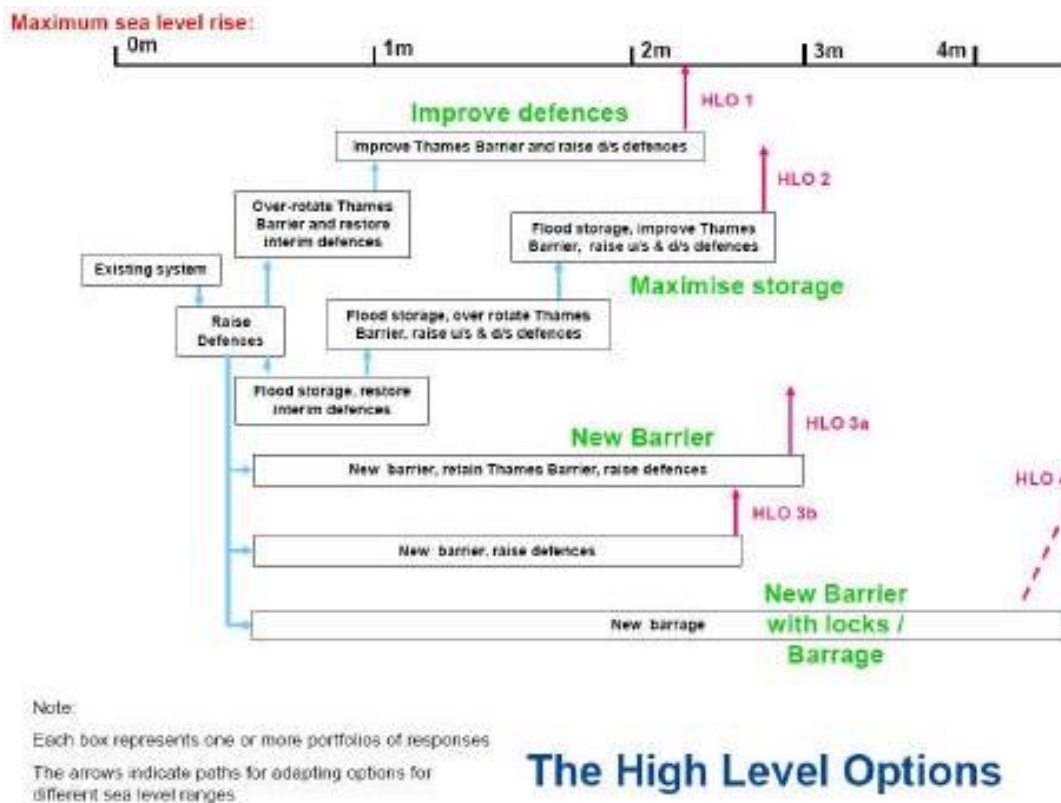 Maximum sea level rise:
0m
1m
2m
3m
4m
HLO 1
Improve defences
Improve Thames Barrier and raise d/s defences
HLO 2
Over-rotate Thames
Barrier and restore
interim defences
Flood storage, improve Thames
Barrier, raise u/s & d/s defences
Existing system
Maximise storage
Raise
Defences
Flood storage, over rotate Thames
Barrier, raise u/s & d/s defences
Flood storage, restore
interim defences
HLO 3a
New Barrier
New barrier, retain Thames Barrier, raise defences
HLO
HLO 3b
New barrier, raise defences
New Barrier
with locks /
Barrage
New barrage
Note:
Each box represents one or more portfolios of responses
The arrows indicate paths for adapting options for
different sea level ranges
The High Level Options